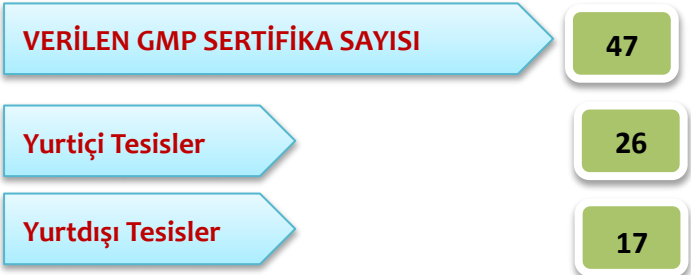 VERİLEN GMP SERTİFİKA SAYISI 47
Yurtiçi Tesisler 26
Yurtdışı Tesisler 17